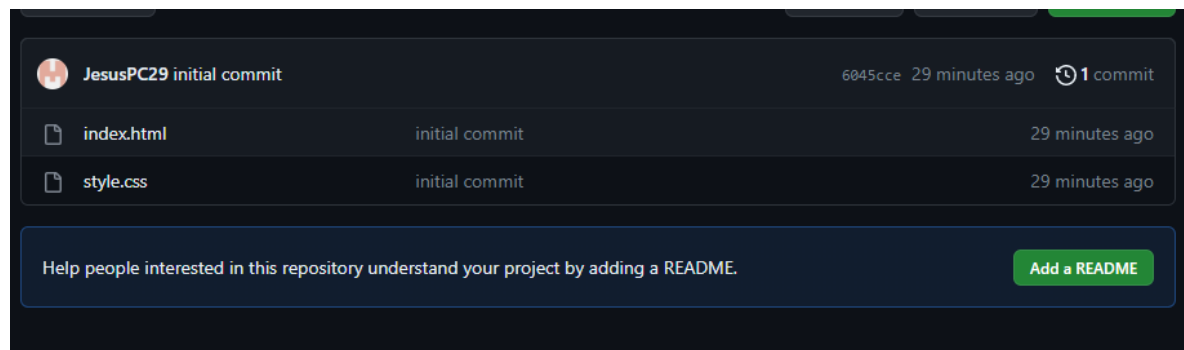 JesusPC29 initial commit 6045cce 29 minutes ago 1 commit
index.html initial commit 29 minutes ago
style.css initial commit 29 minutes ago
Help people interested in this repository understand your project by adding a README. Add a README